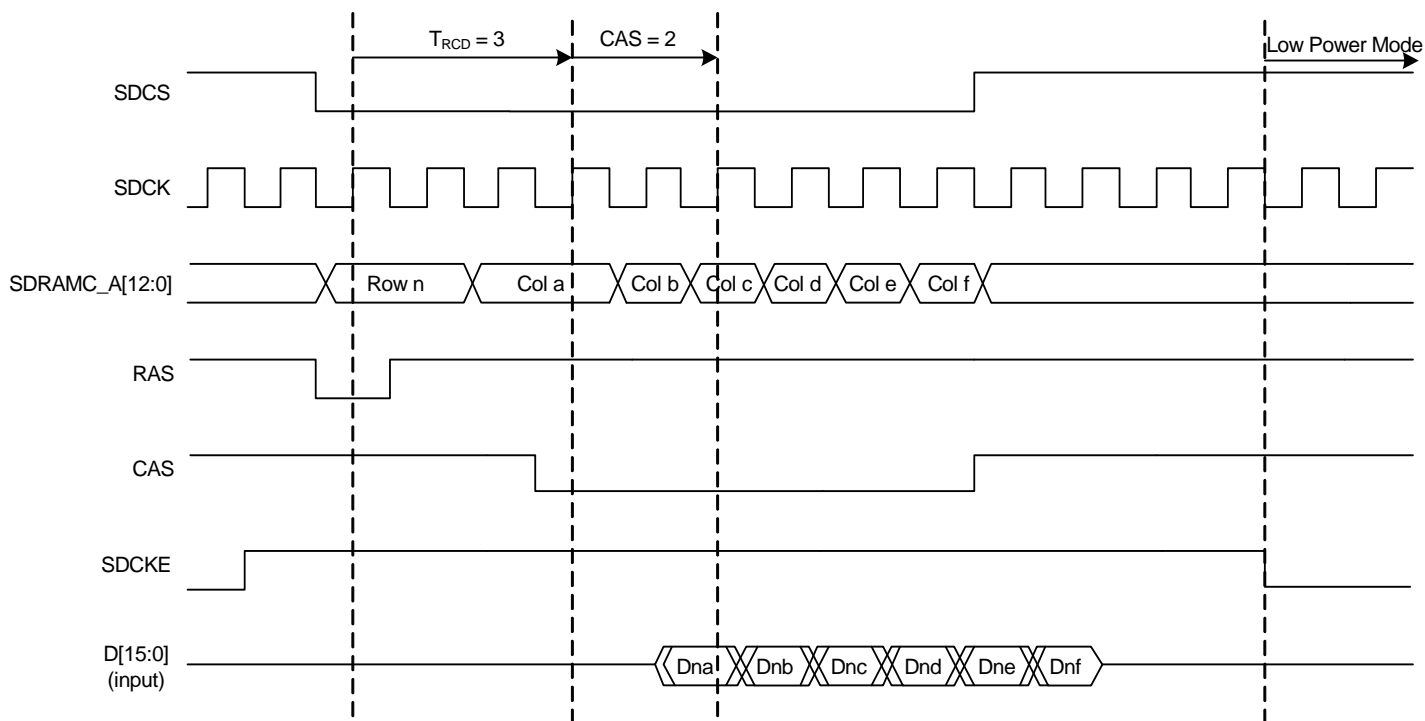 T_RCD = 3
CAS = 2
Low Power Mode
SDCS
SDCK
SDRAMC_A[12:0]
Row n
Col a
Col b
Col c
Col d
Col e
Col f
RAS
CAS
SDCKE
D[15:0]
(input)
Dna
Dnb
Dnc
Dnd
Dne
Dnf